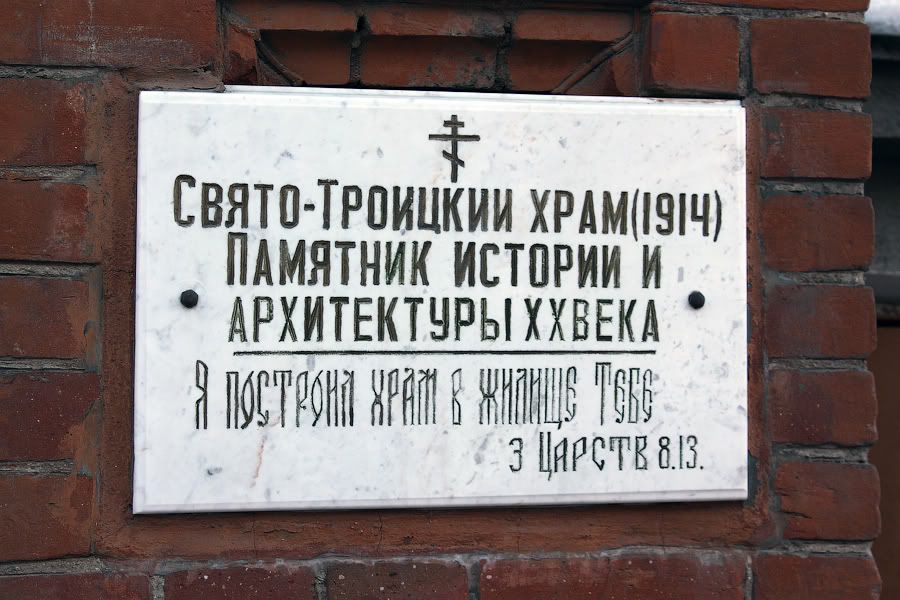 Свято-Троицкий храм(1914)
Памятник истории и
архитектуры XX века
Я построил храм в жилище Тебе
3 Царств 8.13.